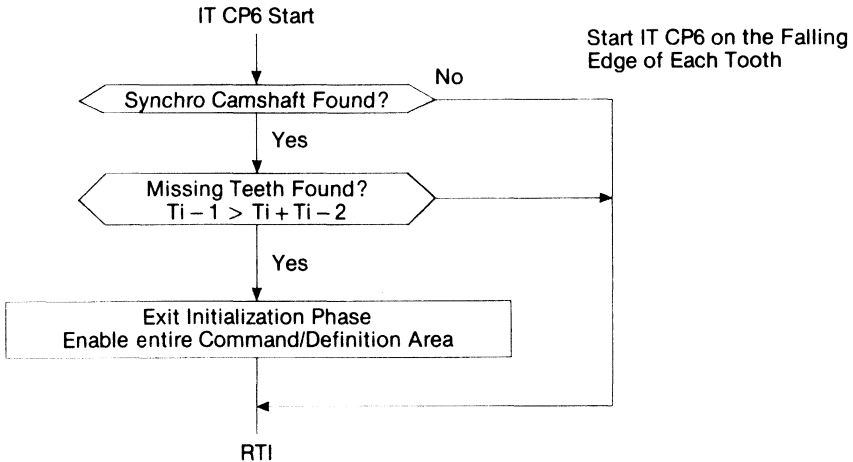 IT CP6 Start
Start IT CP6 on the Falling
Edge of Each Tooth
No
Synchro Camshaft Found?
Yes
Missing Teeth Found?
Ti – 1 > Ti + Ti – 2
Yes
Exit Initialization Phase
Enable entire Command/Definition Area
RTI